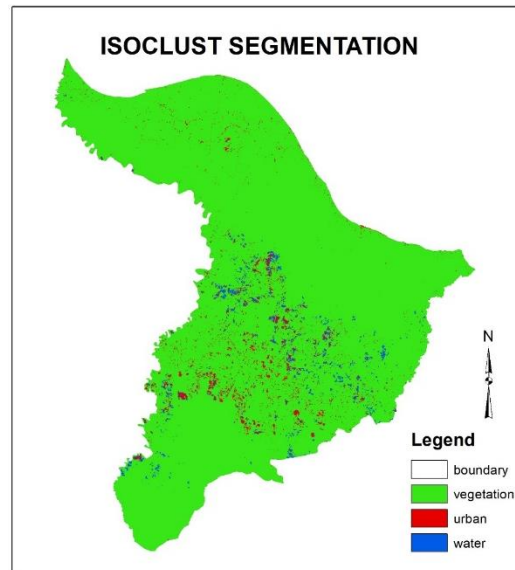 ISOCLUST SEGMENTATION
N
Legend
boundary
vegetation
urban
water